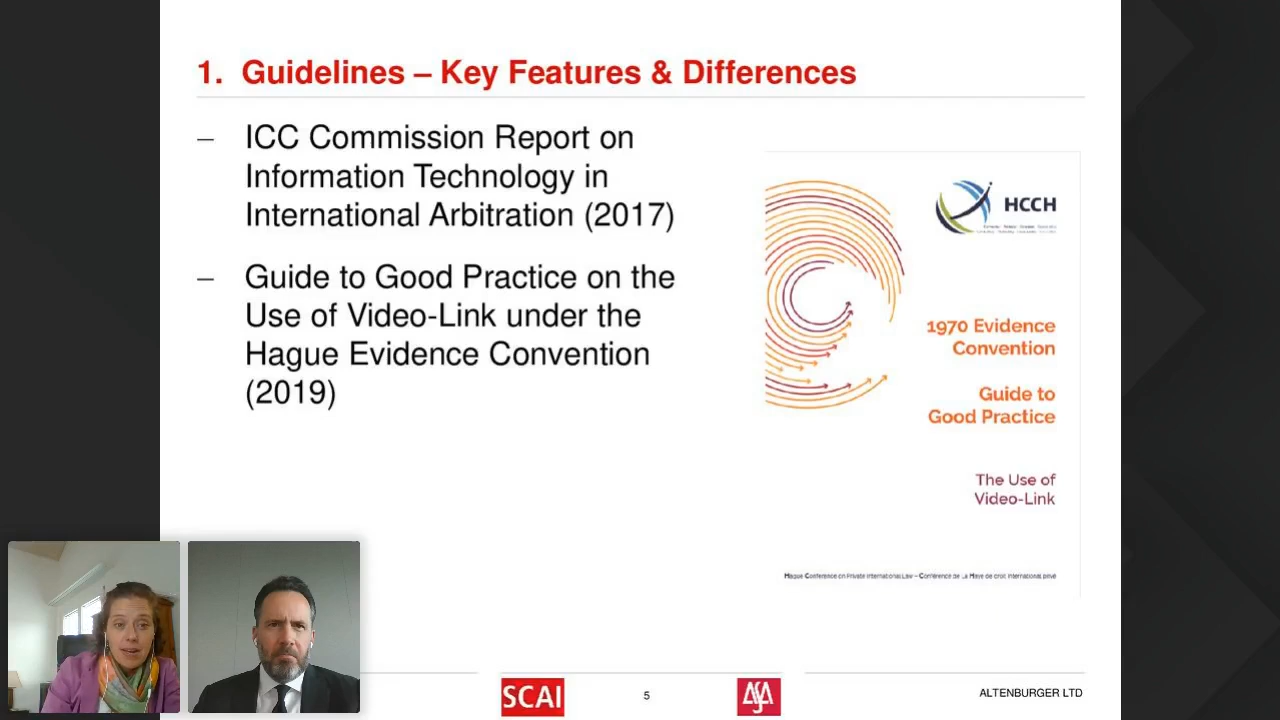 1. Guidelines – Key Features & Differences
– ICC Commission Report on
Information Technology in
International Arbitration (2017)
– Guide to Good Practice on the
Use of Video-Link under the
Hague Evidence Convention
(2019)
HCCH
1970 Evidence
Convention
Guide to
Good Practice
The Use of
Video-Link
Hague Conference on Private International Law – Conférence de La Haye de droit international privé
SCAI
5
ASA
ALTENBURGER LTD